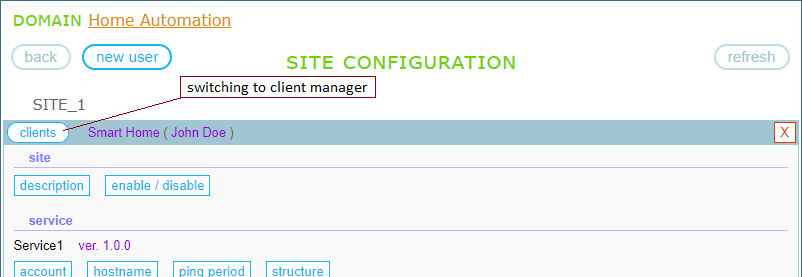 DOMAIN Home Automation
back new user SITE CONFIGURATION refresh
switching to client manager
SITE_1
clients Smart Home ( John Doe ) X
site
description enable / disable
service
Service1 ver. 1.0.0
account hostname ping period structure